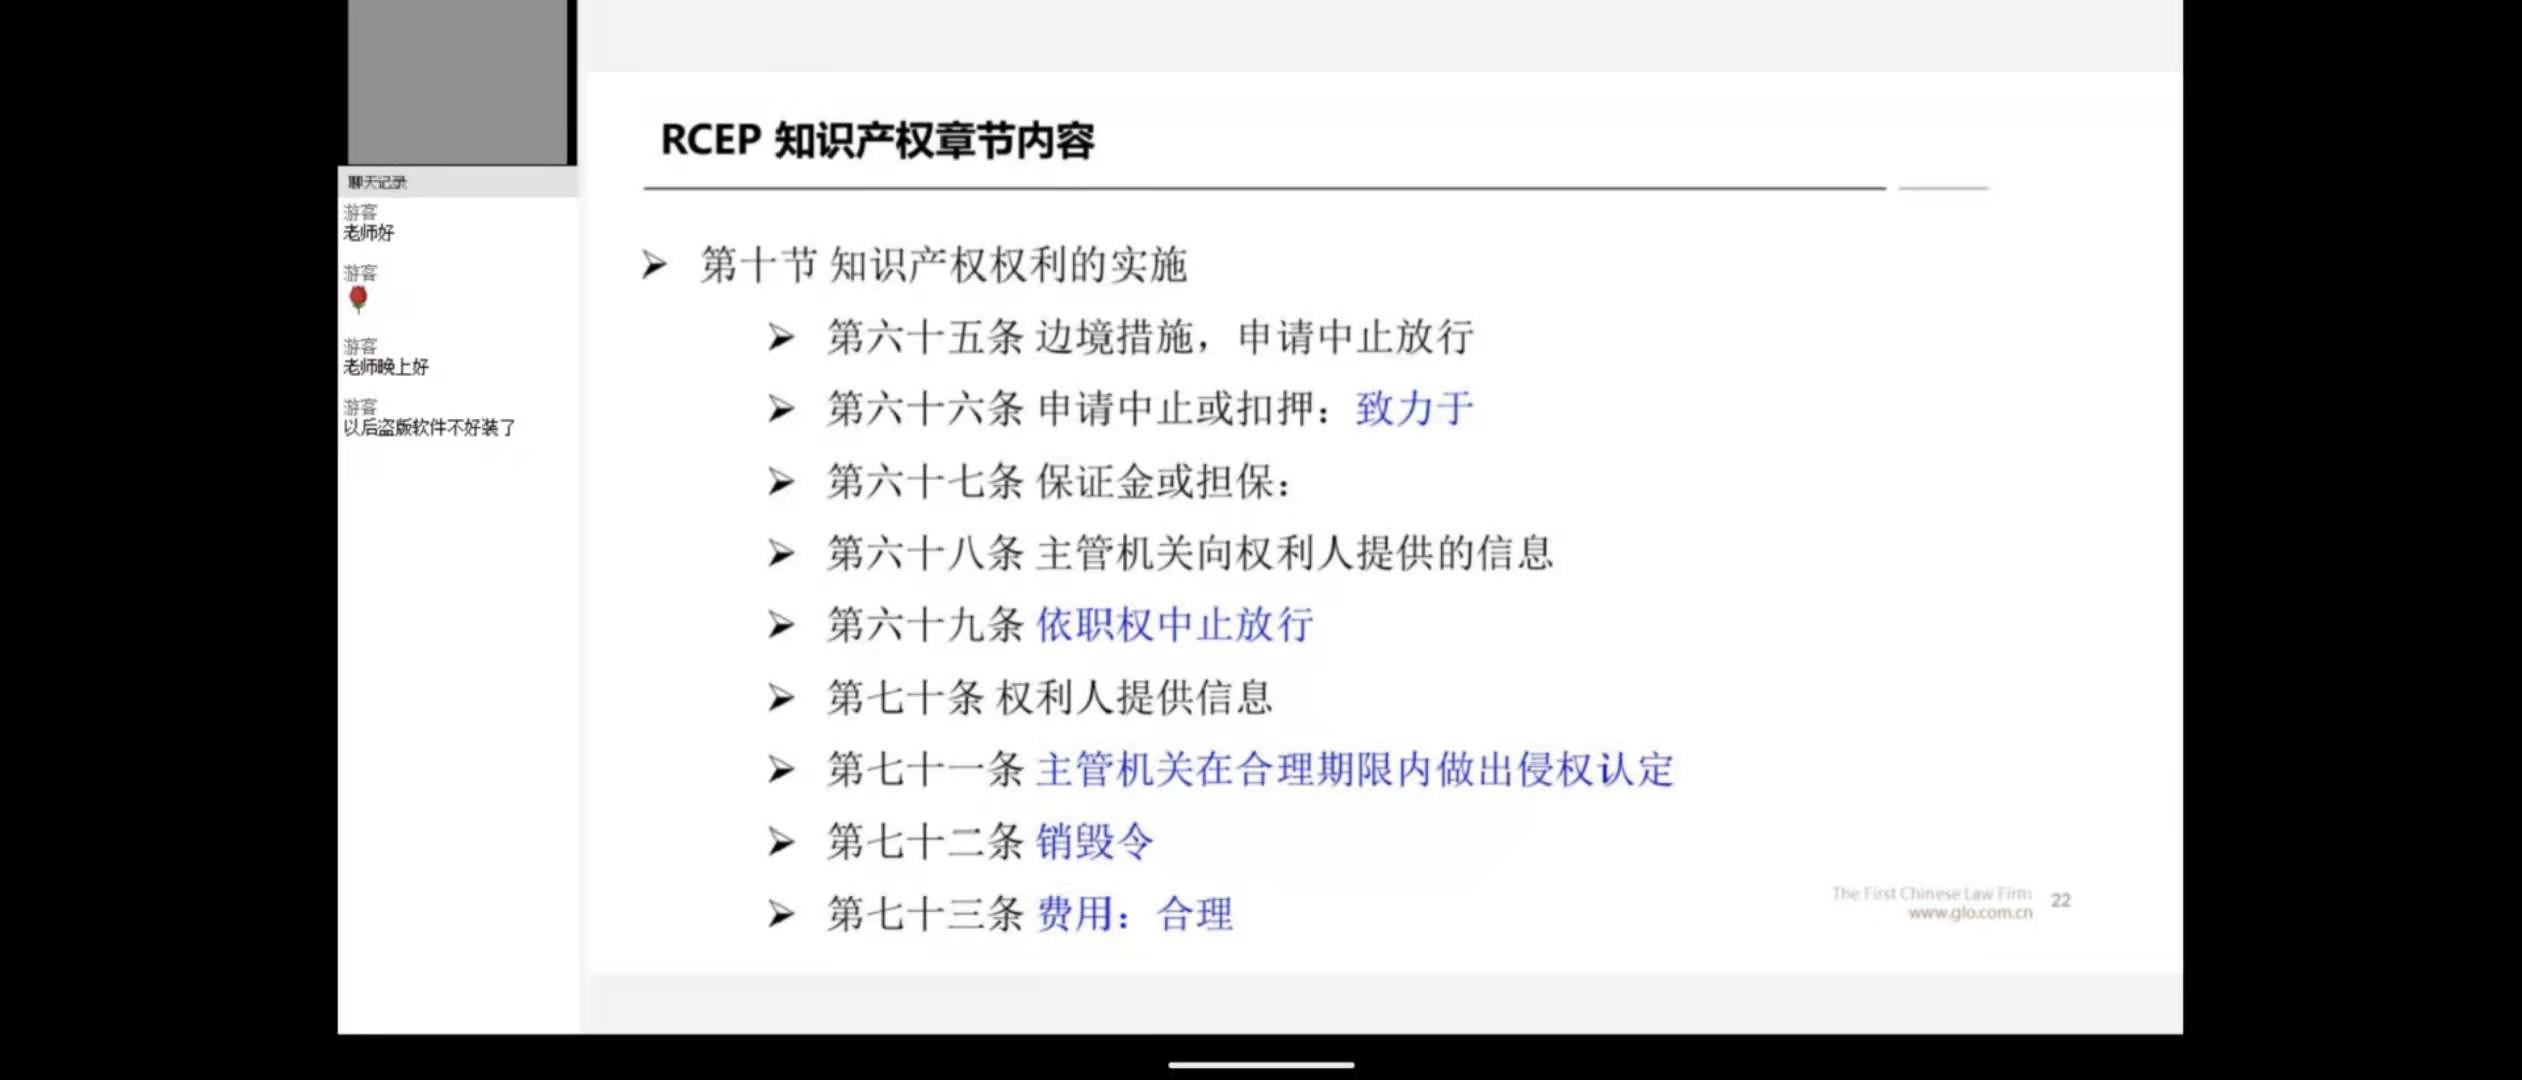 聊天记录
游客
老师好
游客
游客
老师晚上好
游客
以后盗版软件不好装了
RCEP 知识产权章节内容
➢ 第十节 知识产权权利的实施
➢ 第六十五条 边境措施，申请中止放行
➢ 第六十六条 申请中止或扣押：致力于
➢ 第六十七条 保证金或担保：
➢ 第六十八条 主管机关向权利人提供的信息
➢ 第六十九条 依职权中止放行
➢ 第七十条 权利人提供信息
➢ 第七十一条 主管机关在合理期限内做出侵权认定
➢ 第七十二条 销毁令
➢ 第七十三条 费用：合理
The First Chinese Law Firm
www.glo.com.cn
22